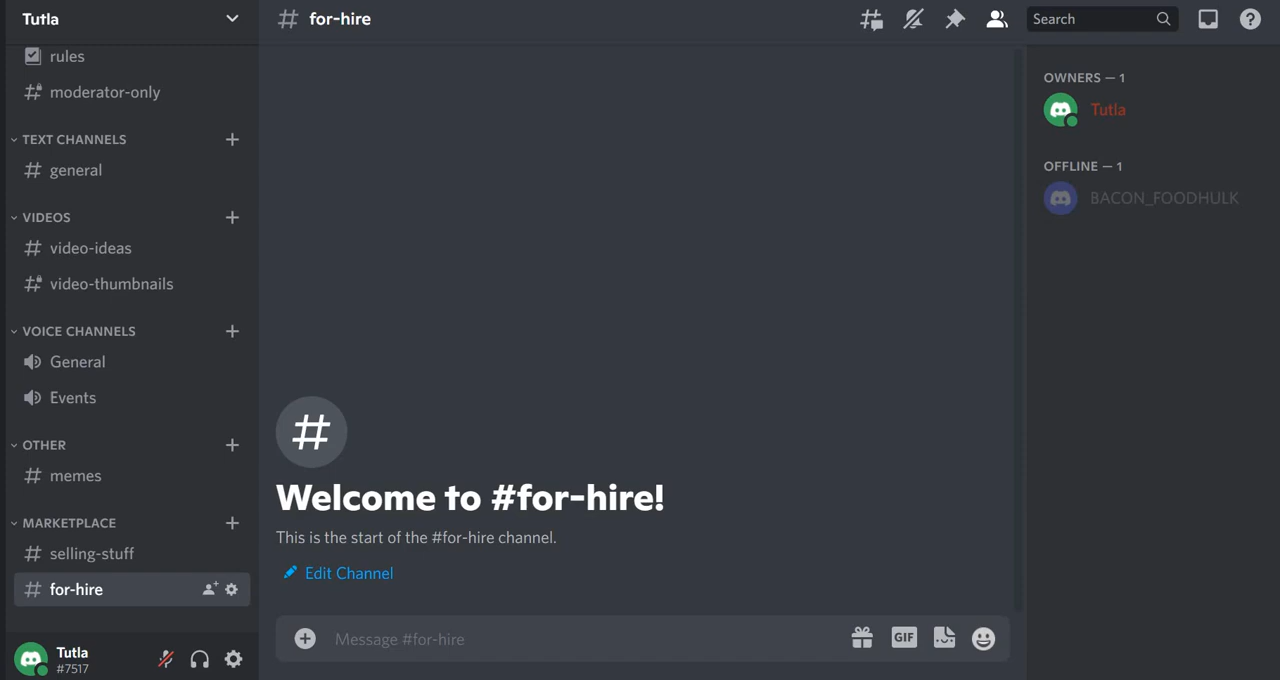 Tutla
rules
moderator-only
TEXT CHANNELS
general
VIDEOS
video-ideas
video-thumbnails
VOICE CHANNELS
General
Events
OTHER
memes
MARKETPLACE
selling-stuff
for-hire
Tutla
#7517
for-hire
Search
Welcome to #for-hire!
This is the start of the #for-hire channel.
Edit Channel
Message #for-hire
GIF
OWNERS — 1
Tutla
OFFLINE — 1
BACON_FOODHULK